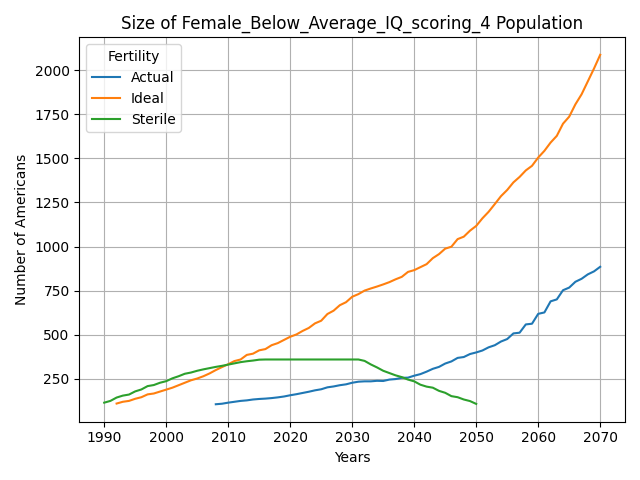 Size of Female_Below_Average_IQ_scoring_4 Population
Fertility
Actual
Ideal
Sterile
Number of Americans
2000
1750
1500
1250
1000
750
500
250
1990 2000 2010 2020 2030 2040 2050 2060 2070
Years